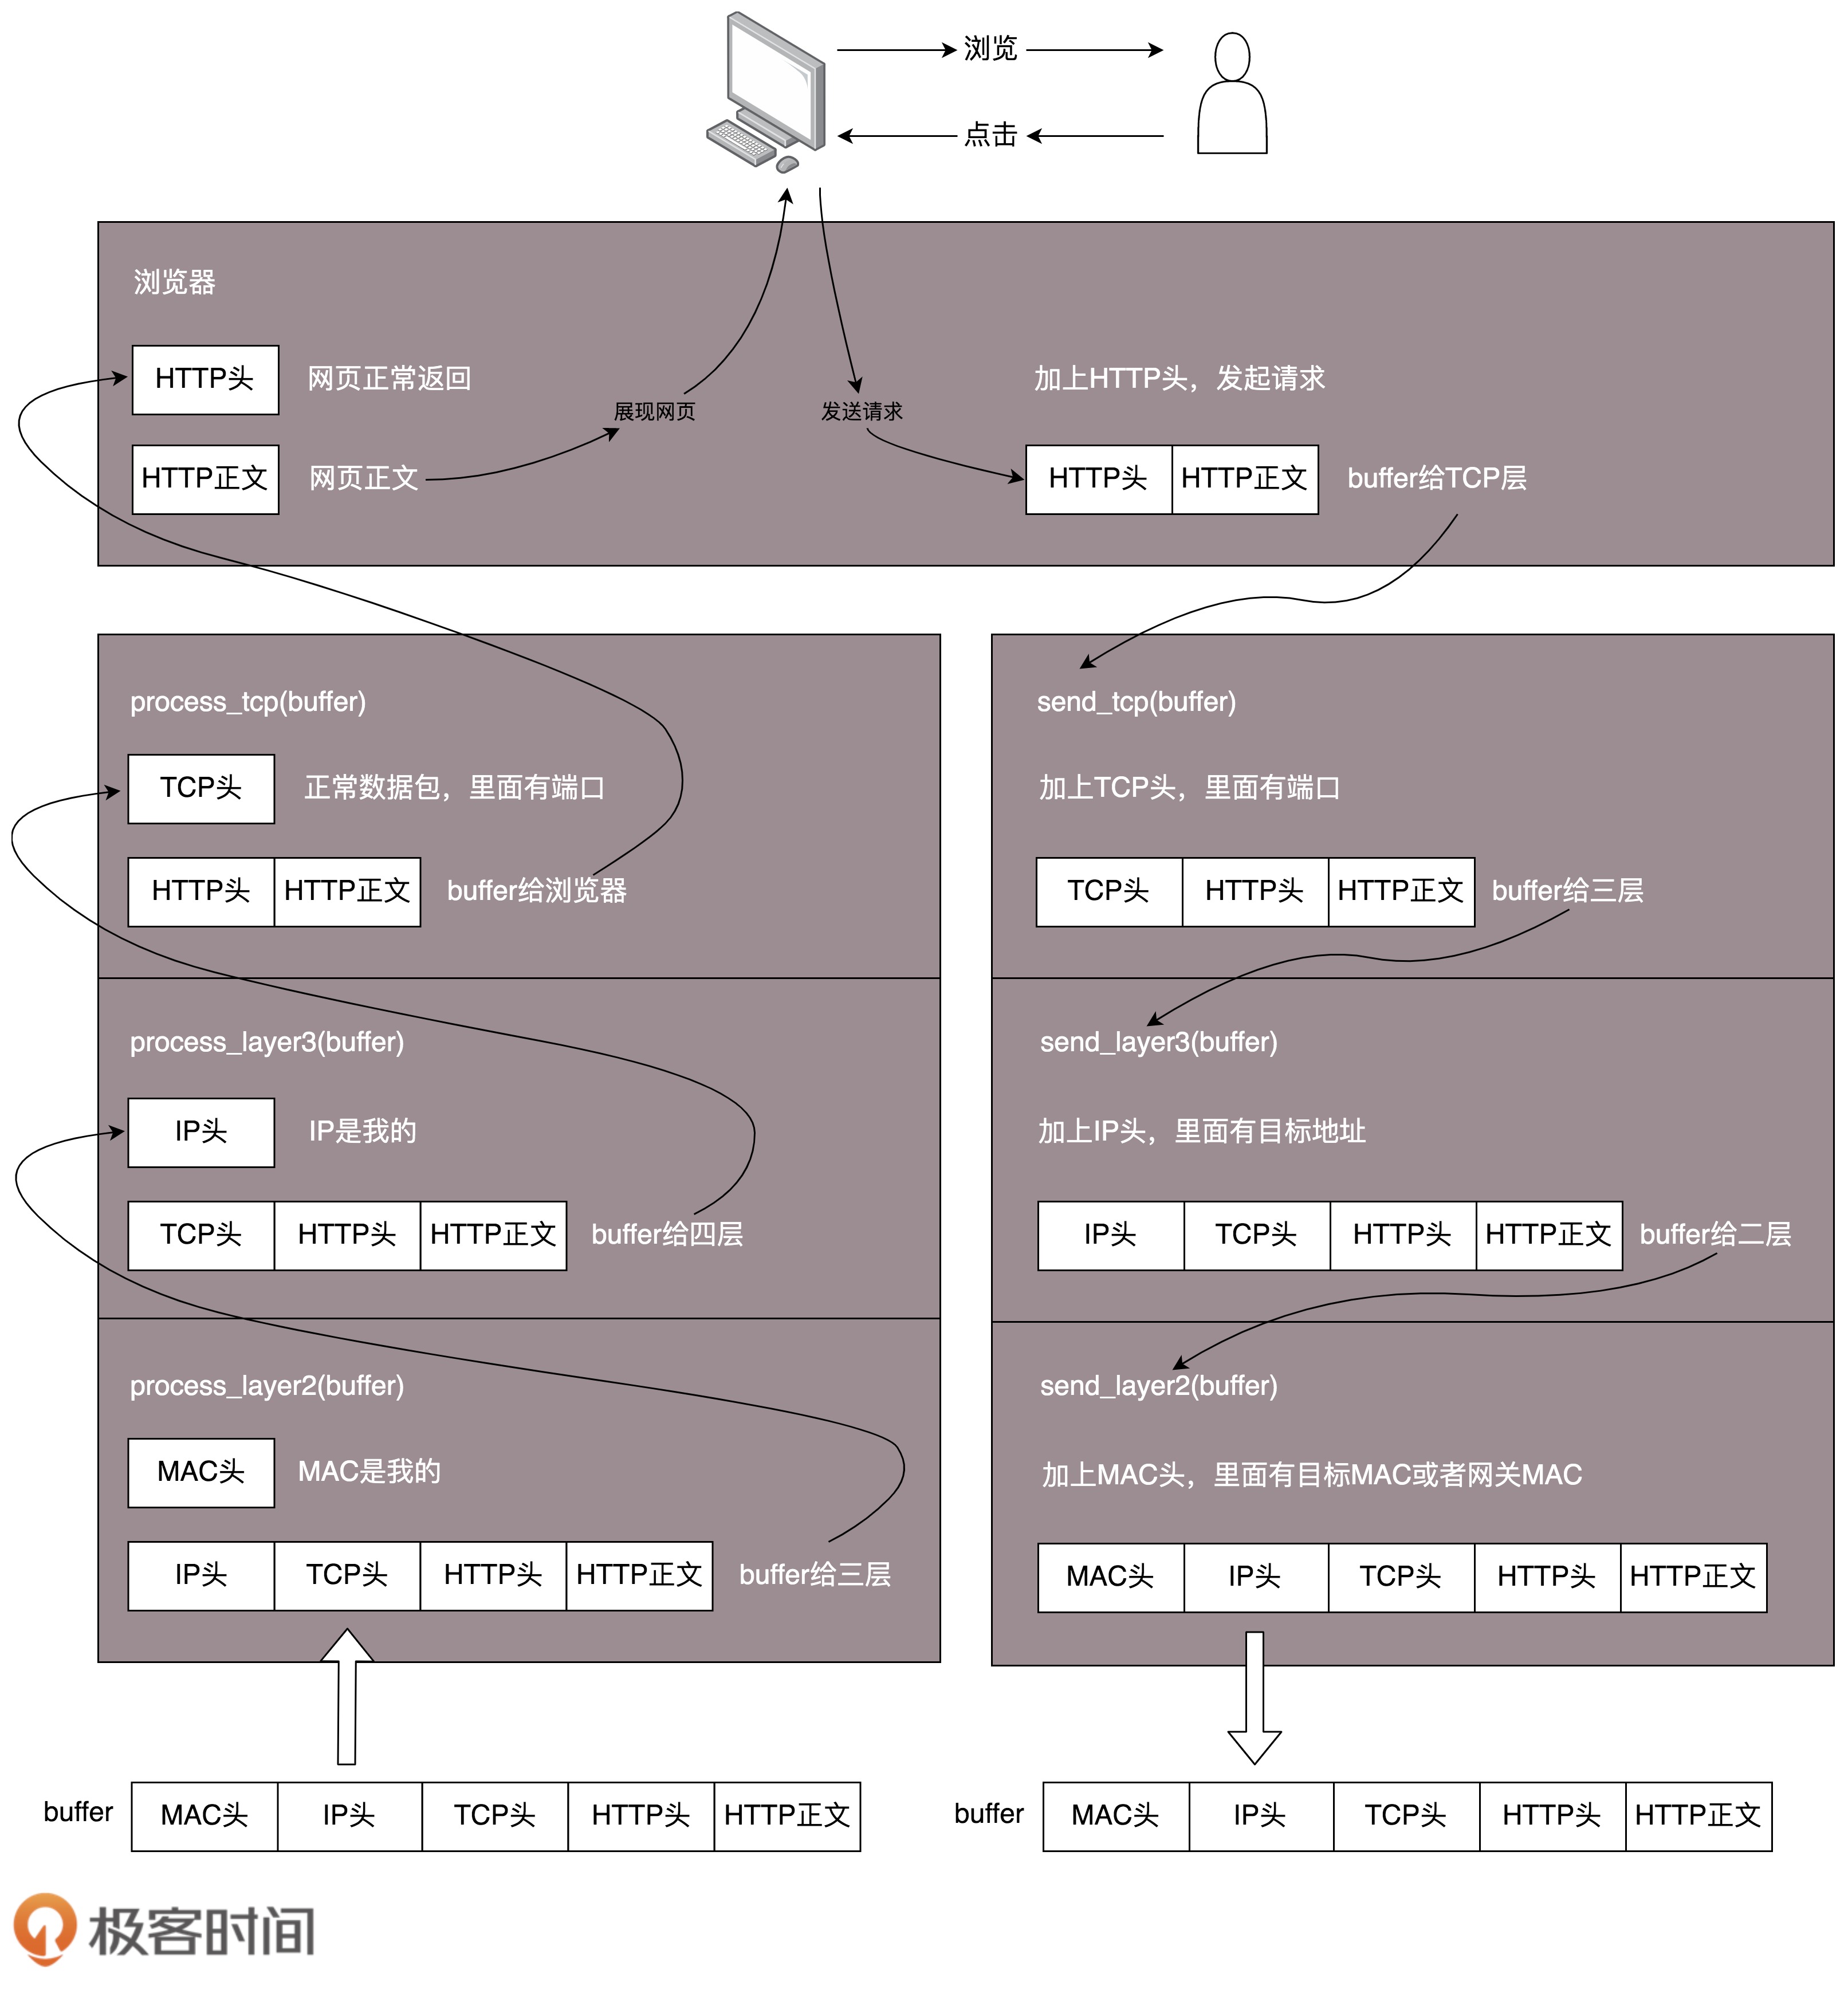 浏览
点击
浏览器
HTTP头
网页正常返回
HTTP正文
网页正文
展现网页
发送请求
加上HTTP头，发起请求
HTTP头 HTTP正文 buffer给TCP层
process_tcp(buffer)
TCP头
正常数据包，里面有端口
HTTP头 HTTP正文 buffer给浏览器
process_layer3(buffer)
IP头
IP是我的
TCP头 HTTP头 HTTP正文 buffer给四层
process_layer2(buffer)
MAC头
MAC是我的
IP头 TCP头 HTTP头 HTTP正文 buffer给三层
buffer MAC头 IP头 TCP头 HTTP头 HTTP正文
send_tcp(buffer)
加上TCP头，里面有端口
TCP头 HTTP头 HTTP正文 buffer给三层
send_layer3(buffer)
加上IP头，里面有目标地址
IP头 TCP头 HTTP头 HTTP正文 buffer给二层
send_layer2(buffer)
加上MAC头，里面有目标MAC或者网关MAC
MAC头 IP头 TCP头 HTTP头 HTTP正文
buffer MAC头 IP头 TCP头 HTTP头 HTTP正文
极客时间